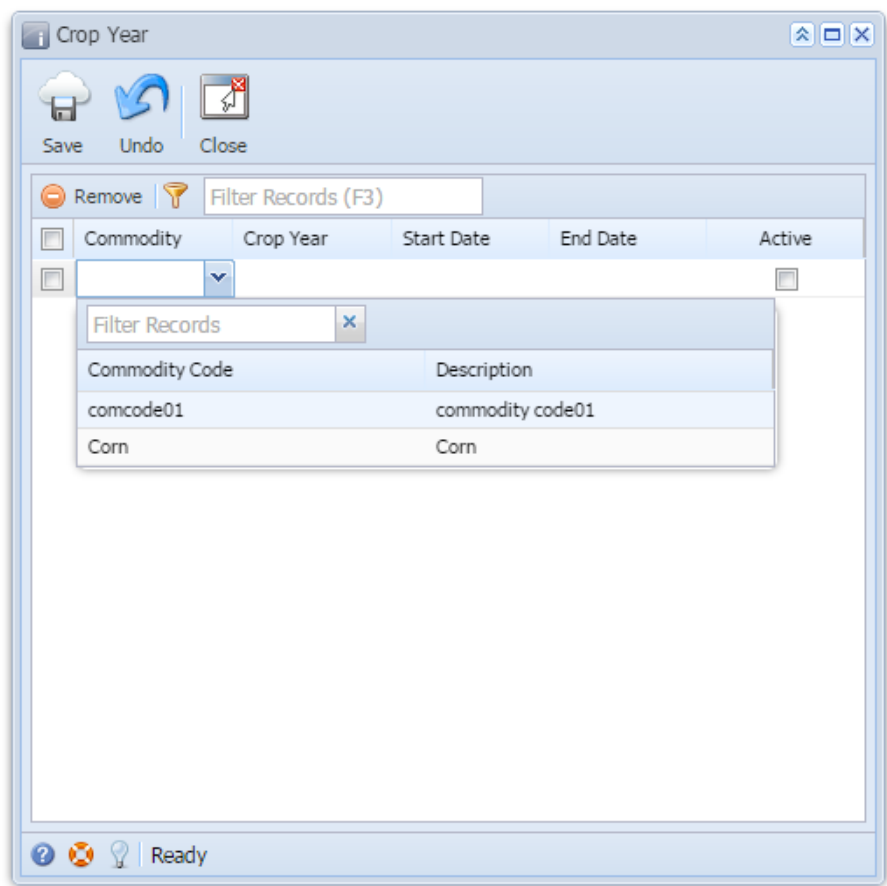 Crop Year
Save Undo Close
Remove Filter Records (F3)
Commodity Crop Year Start Date End Date Active
Filter Records
Commodity Code Description
comcode01 commodity code01
Corn Corn
Ready